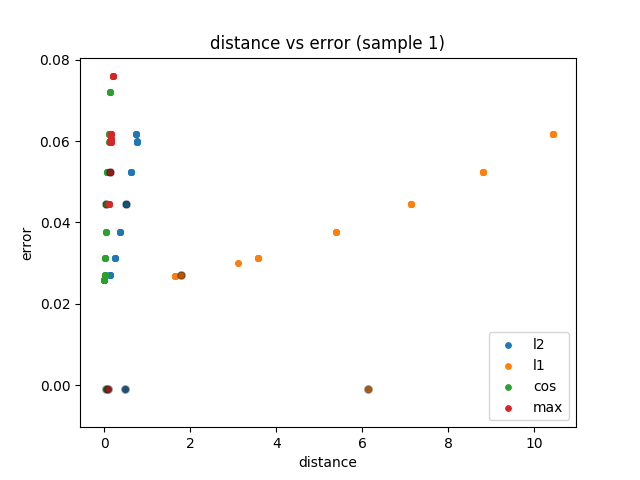 distance vs error (sample 1)
0.08
0.06
0.04
0.02
0.00
error
0 2 4 6 8 10
distance
l2
l1
cos
max